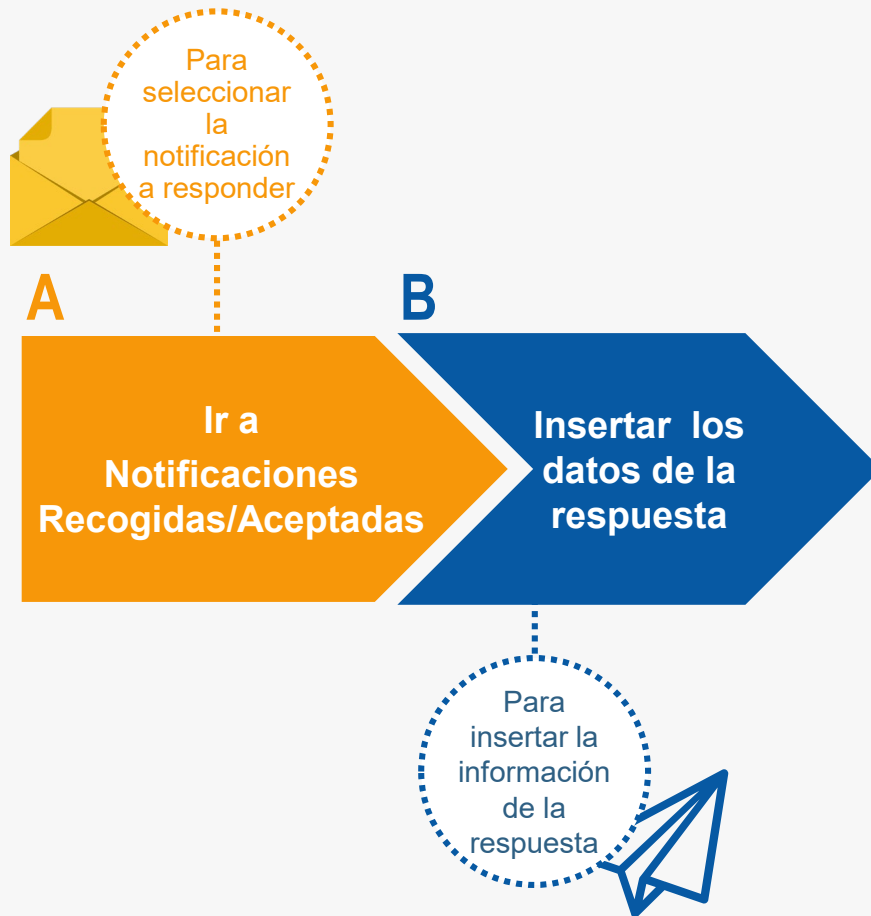 Para
seleccionar
la
notificación
a responder
A
Ir a
Notificaciones
Recogidas/Aceptadas
B
Insertar los
datos de la
respuesta
Para
insertar la
información
de la
respuesta